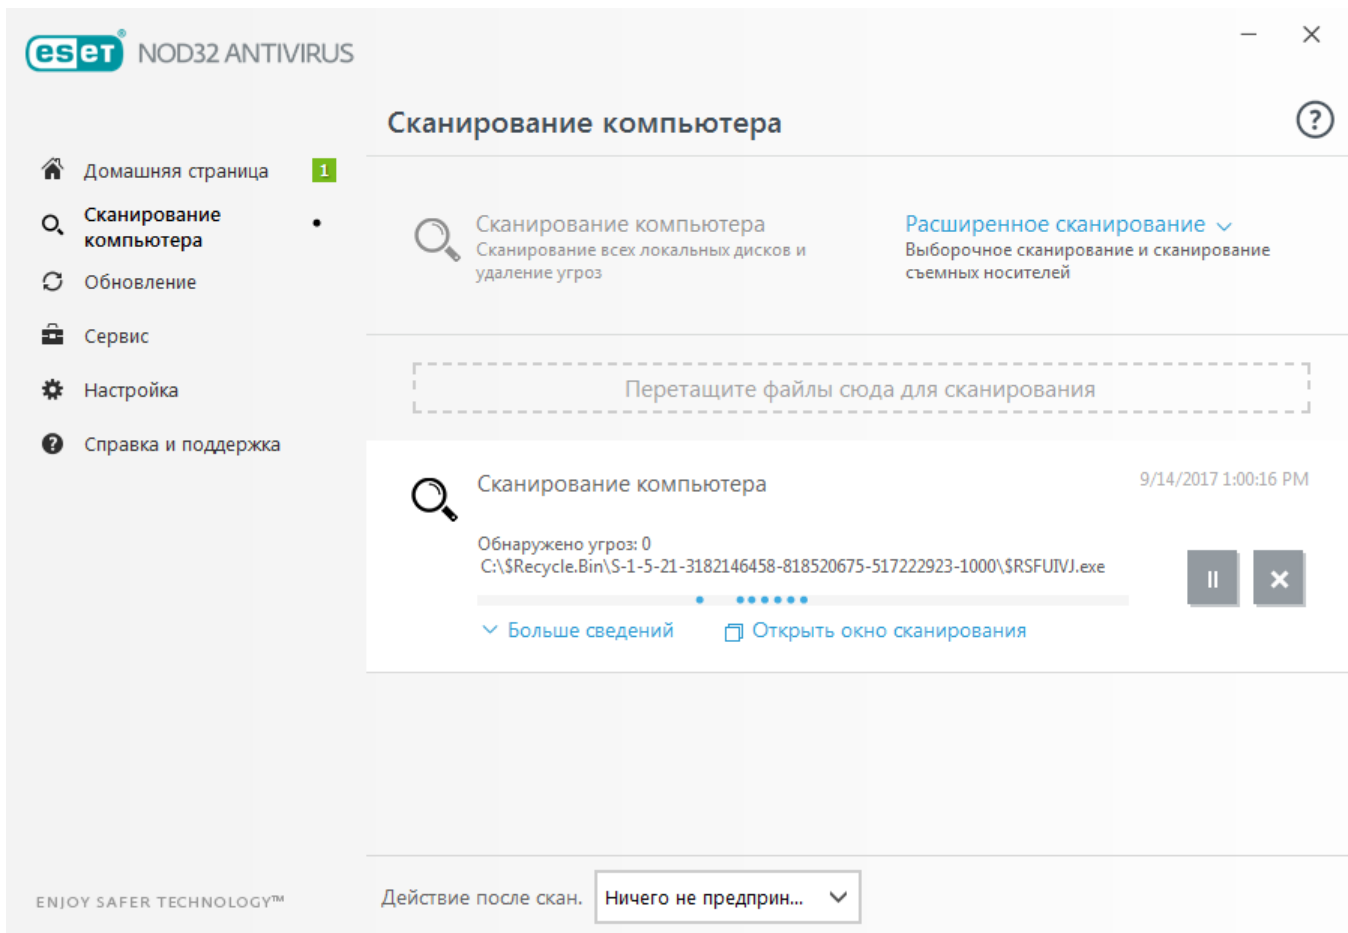 eset® NOD32 ANTIVIRUS
Сканирование компьютера
?
Домашняя страница 1
Сканирование
компьютера
Обновление
Сервис
Настройка
Справка и поддержка
Сканирование компьютера
Сканирование всех локальных дисков и
удаление угроз
Расширенное сканирование
Выборочное сканирование и сканирование
съемных носителей
Перетащите файлы сюда для сканирования
Сканирование компьютера
9/14/2017 1:00:16 PM
Обнаружено угроз: 0
C:\$Recycle.Bin\S-1-5-21-3182146458-818520675-517222923-1000\$RSFUIVJ.exe
Больше сведений
Открыть окно сканирования
Действие после скан. Ничего не предприн...
ENJOY SAFER TECHNOLOGY™